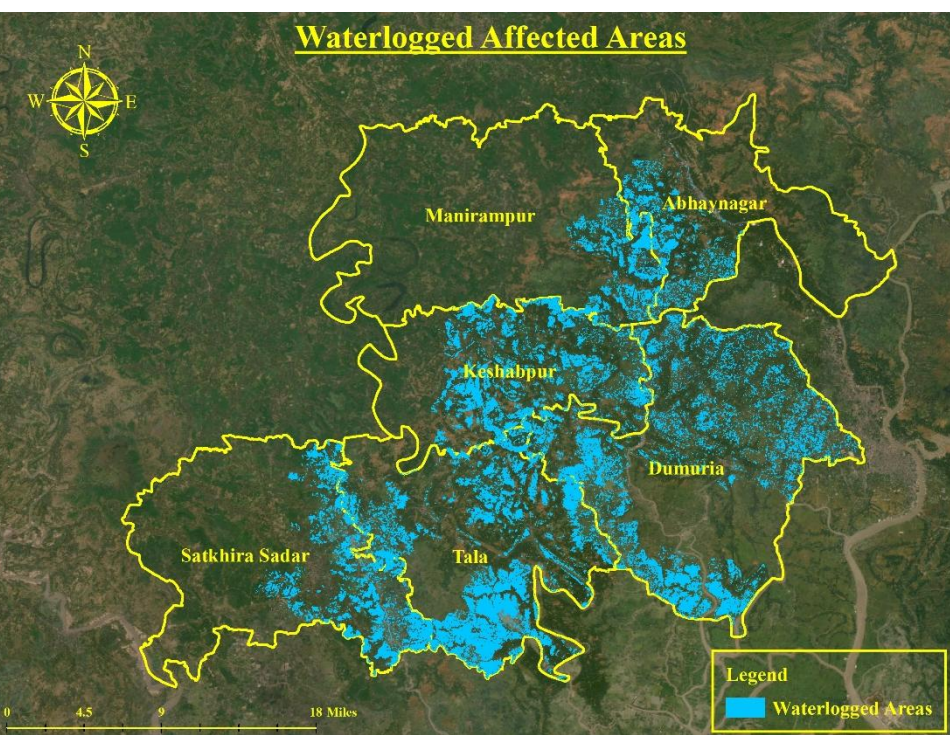 Waterlogged Affected Areas
N
W E
S
Manirampur
Abhaynagar
Keshabpur
Dumuria
Satkhira Sadar
Tala
Legend
Waterlogged Areas
0 4.5 9 18 Miles